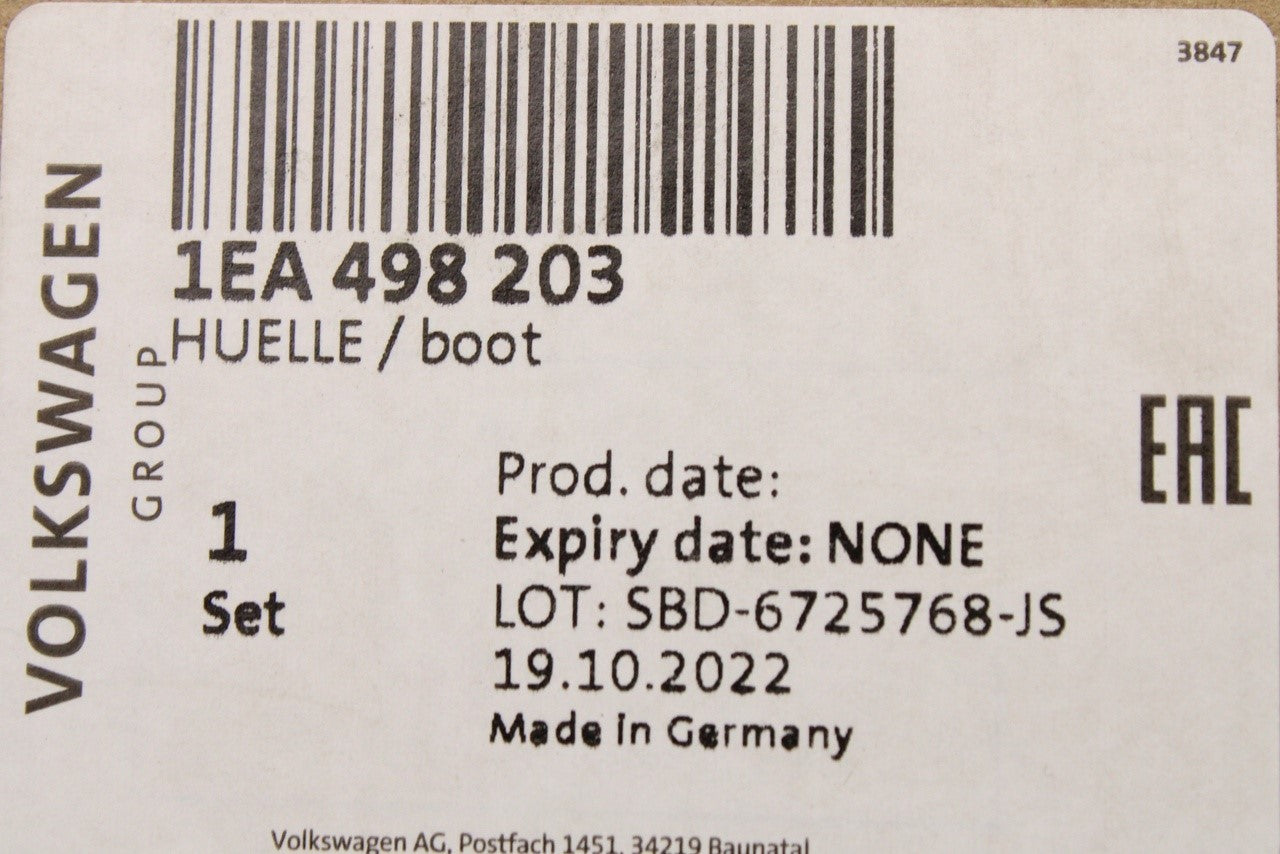 3847
VOLKSWAGEN
GROUP
1EA 498 203
HUELLE / boot
EAC
1
Set
Prod. date:
Expiry date: NONE
LOT: SBD-6725768-JS
19.10.2022
Made in Germany
Volkswagen AG, Postfach 1451, 34219 Baunatal